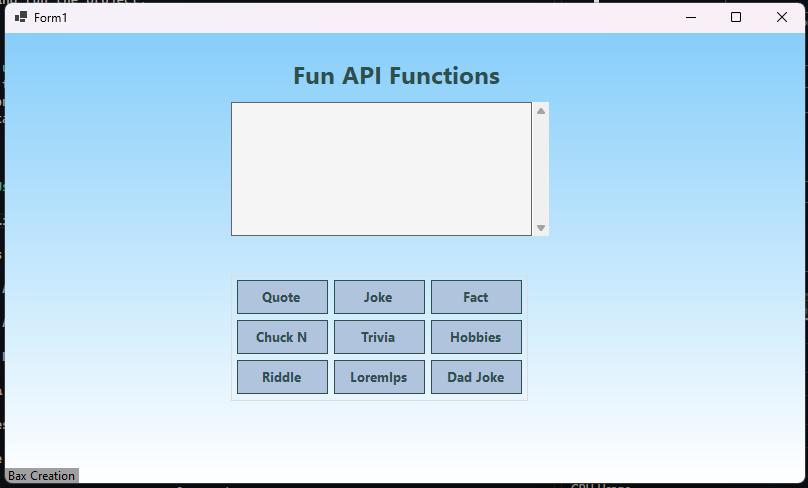 Form1
Fun API Functions
Quote Joke Fact
Chuck N Trivia Hobbies
Riddle LoremIps Dad Joke
Bax Creation